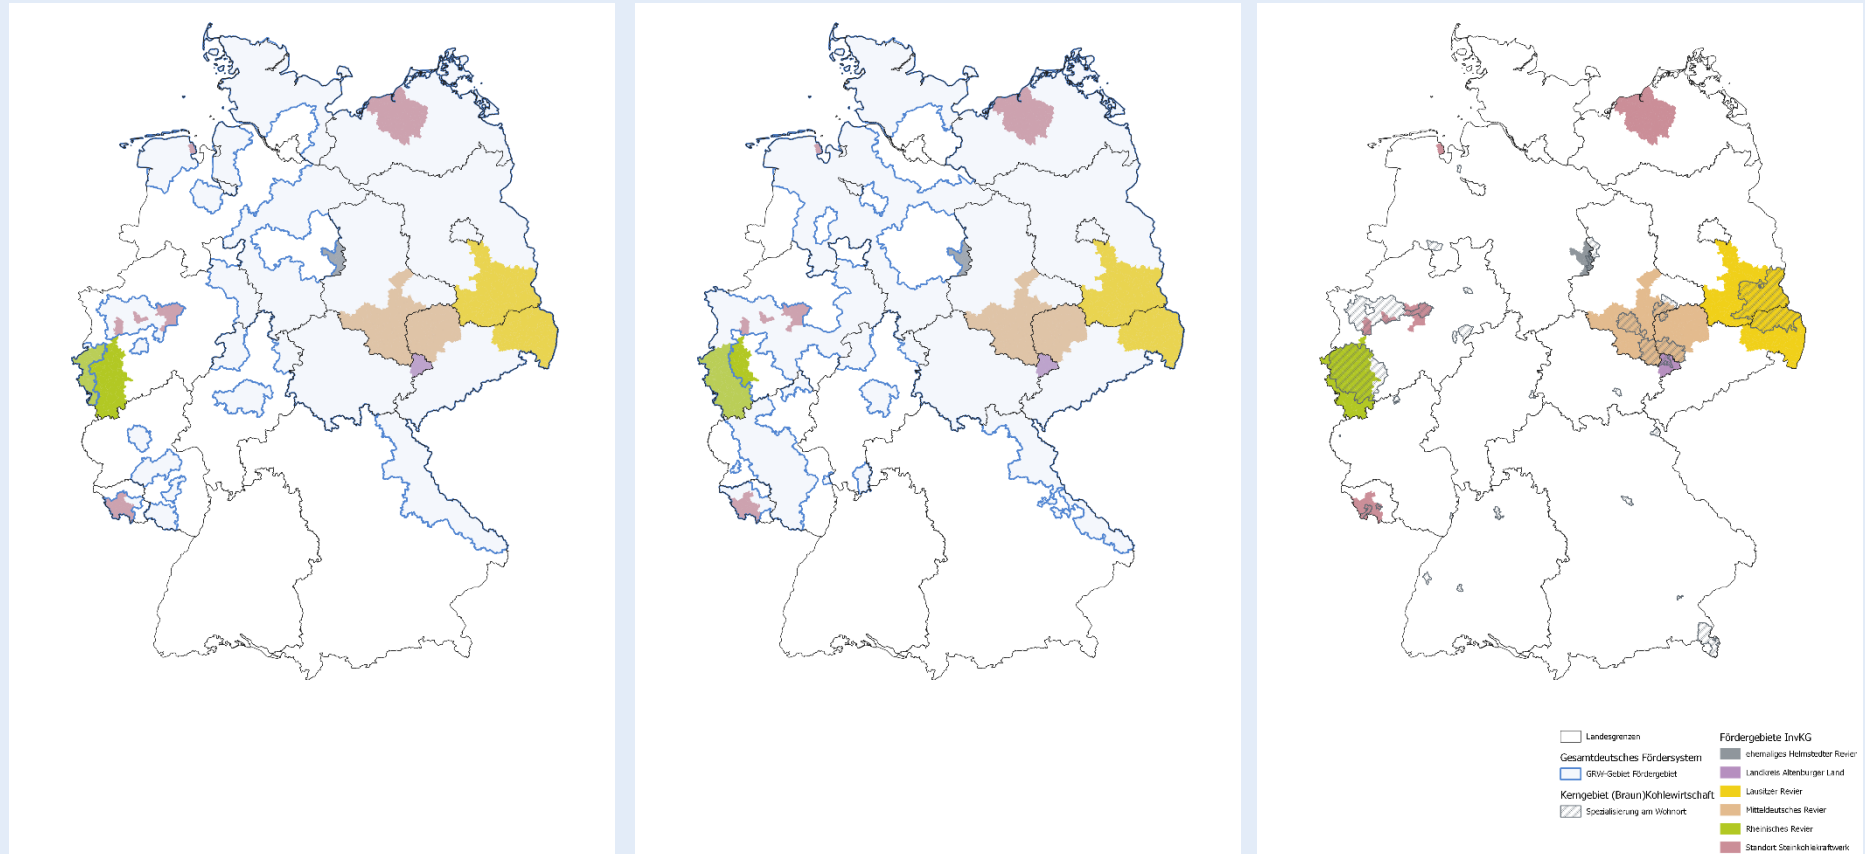 Landesgrenzen
Gesamtdeutsches Fördersystem
GRW-Gebiet Fördergebiet
Kerngebiet (Braun)Kohlewirtschaft
Spezialisierung am Wohnort
Fördergebiete InvKG
ehemaliges Helmstedter Revier
Landkreis Altenburger Land
Lausitzer Revier
Mitteldeutsches Revier
Rheinisches Revier
Standort Steinkohlekraftwerk